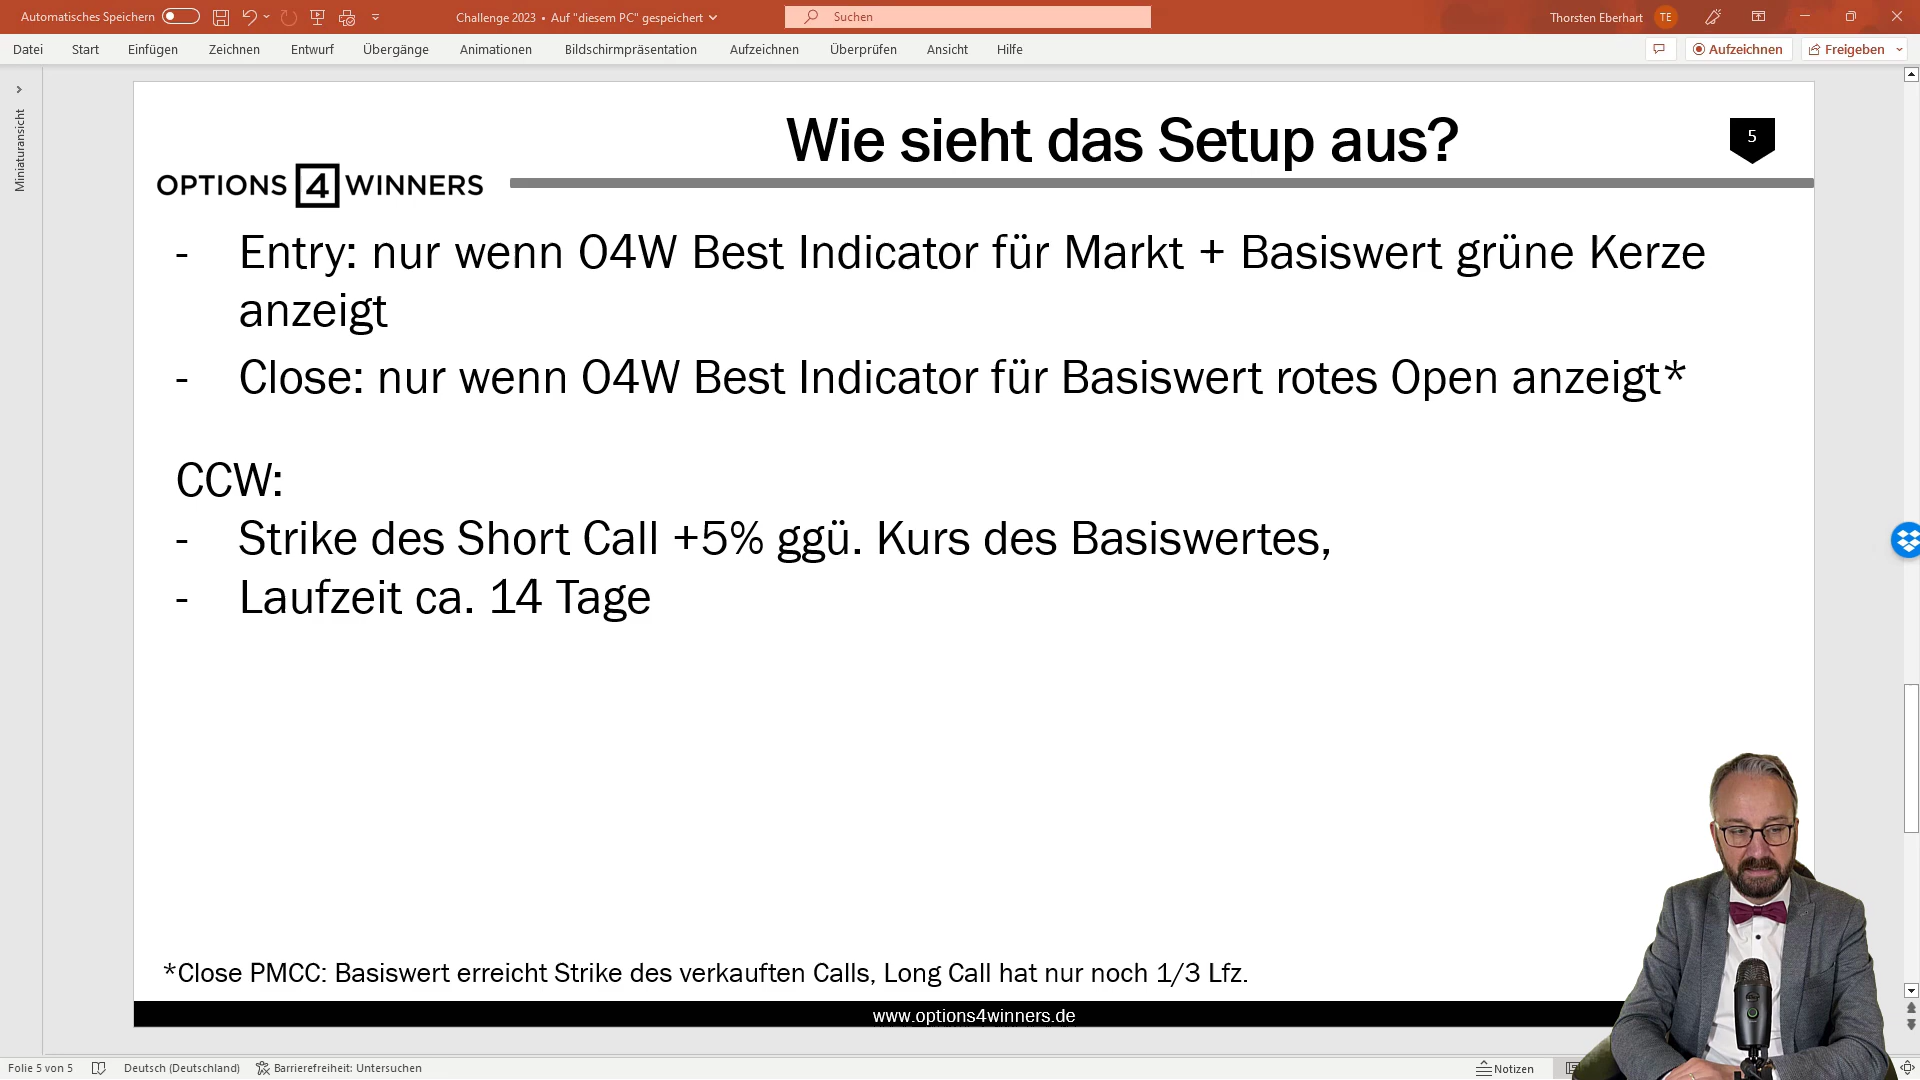 Automatisches Speichern
Challenge 2023 • Auf "diesem PC" gespeichert
Suchen
Thorsten Eberhart
TE
Datei
Start
Einfügen
Zeichnen
Entwurf
Übergänge
Animationen
Bildschirmpräsentation
Aufzeichnen
Überprüfen
Ansicht
Hilfe
Aufzeichnen
Freigeben
Miniaturansicht
Wie sieht das Setup aus?
5
OPTIONS 4 WINNERS
- Entry: nur wenn O4W Best Indicator für Markt + Basiswert grüne Kerze
anzeigt
- Close: nur wenn O4W Best Indicator für Basiswert rotes Open anzeigt*
CCW:
- Strike des Short Call +5% ggü. Kurs des Basiswertes,
- Laufzeit ca. 14 Tage
*Close PMCC: Basiswert erreicht Strike des verkauften Calls, Long Call hat nur noch 1/3 Lfz.
www.options4winners.de
Folie 5 von 5
Deutsch (Deutschland)
Barrierefreiheit: Untersuchen
Notizen